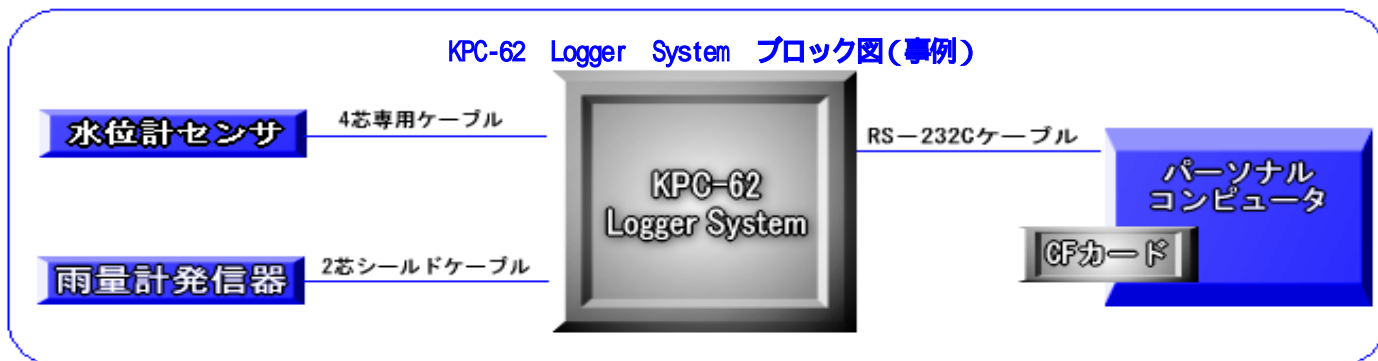 KPC-62 Logger System ブロック図(事例)
水位計センサ
4芯専用ケーブル
雨量計発信器
2芯シールドケーブル
KPC-62
Logger System
RS-232Cケーブル
パーソナル
コンピュータ
CFカード